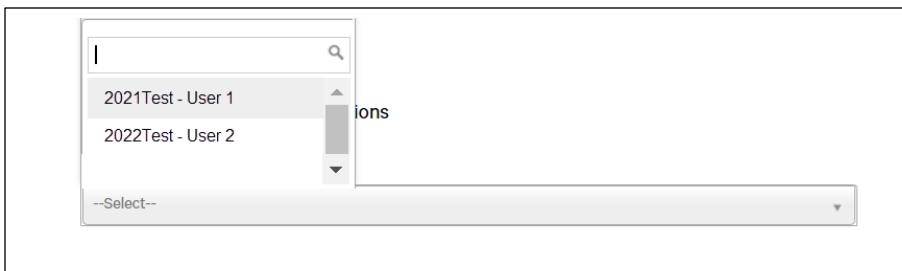 2021Test - User 1
ions
2022Test - User 2
--Select--